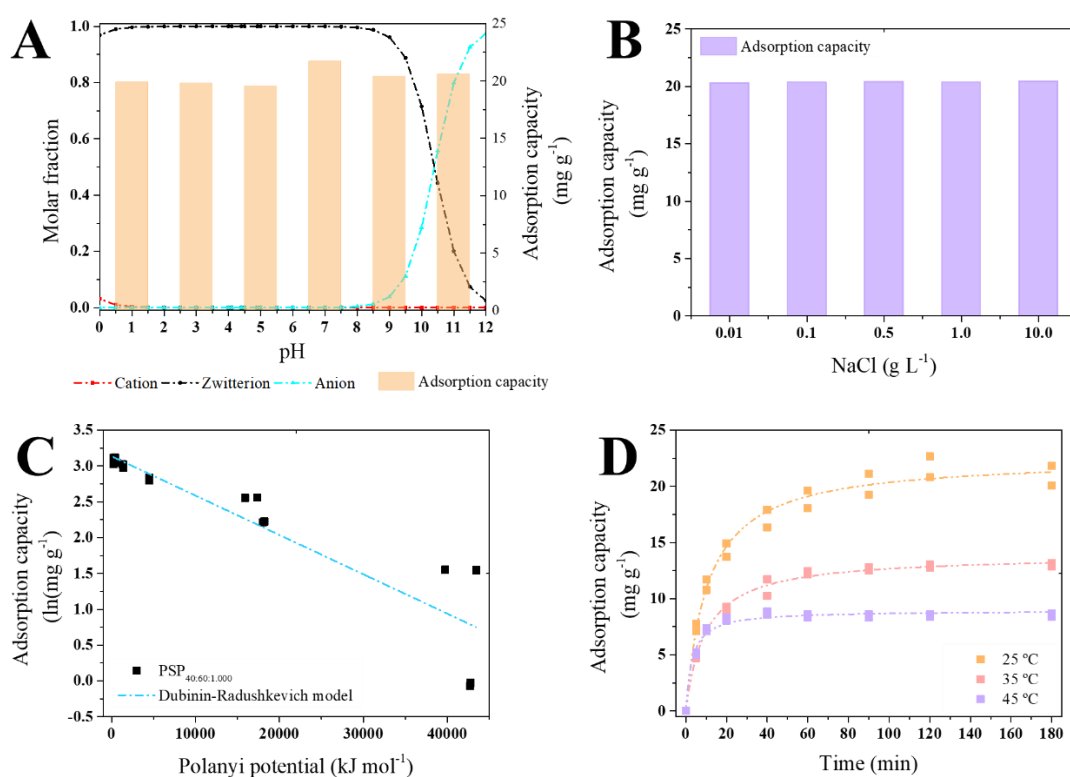 A
1.0
0.8
0.6
0.4
0.2
0.0
Molar fraction
25
20
15
10
5
0
Adsorption capacity
(mg g⁻¹)
0 1 2 3 4 5 6 7 8 9 10 11 12
pH
Cation Zwitterion Anion Adsorption capacity
B
Adsorption capacity
25
20
15
10
5
0
Adsorption capacity
(mg g⁻¹)
0.01 0.1 0.5 1.0 10.0
NaCl (g L⁻¹)
C
3.5
3.0
2.5
2.0
1.5
1.0
0.5
0.0
-0.5
Adsorption capacity
(ln(mg g⁻¹)
PSP40:60:1.000
Dubinin-Radushkevich model
0 10000 20000 30000 40000
Polanyi potential (kJ mol⁻¹)
D
25
20
15
10
5
0
Adsorption capacity
(mg g⁻¹)
25 ºC
35 ºC
45 ºC
0 20 40 60 80 100 120 140 160 180
Time (min)